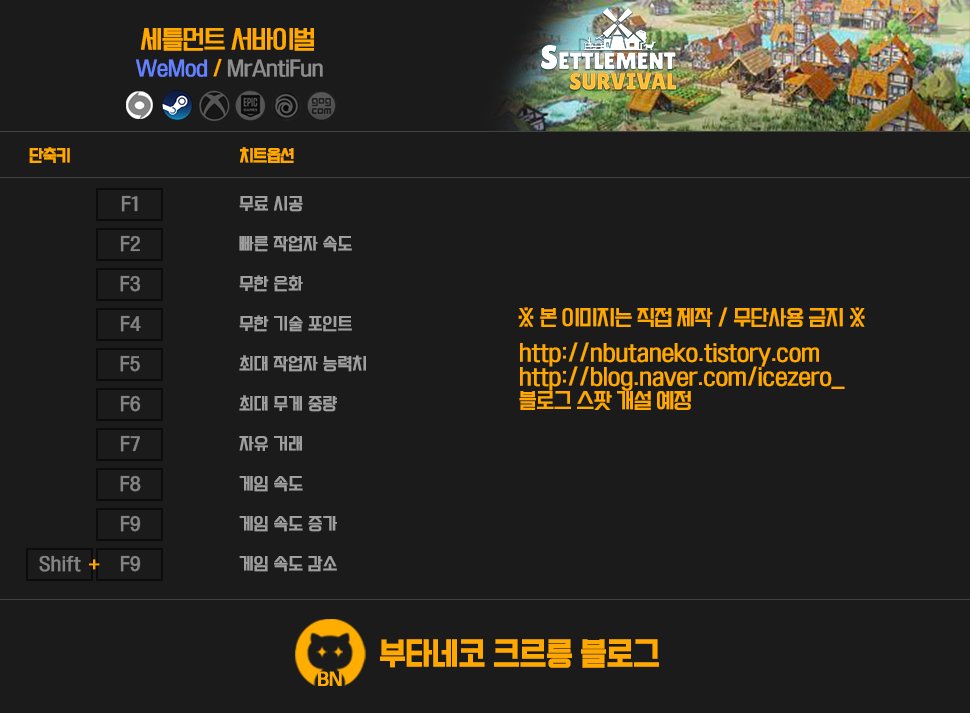 세틀먼트 서바이벌
WeMod / MrAntiFun
EPIC GAMES
gog com
SETTLEMENT
SURVIVAL
단축키 치트옵션
F1 무료 시공
F2 빠른 작업자 속도
F3 무한 은화
F4 무한 기술 포인트
F5 최대 작업자 능력치
F6 최대 무게 중량
F7 자유 거래
F8 게임 속도
F9 게임 속도 증가
Shift + F9 게임 속도 감소
※ 본 이미지는 직접 제작 / 무단사용 금지 ※
http://nbutaneko.tistory.com
http://blog.naver.com/icezero_
블로그 스팟 개설 예정
BN
부타네코 크르릉 블로그